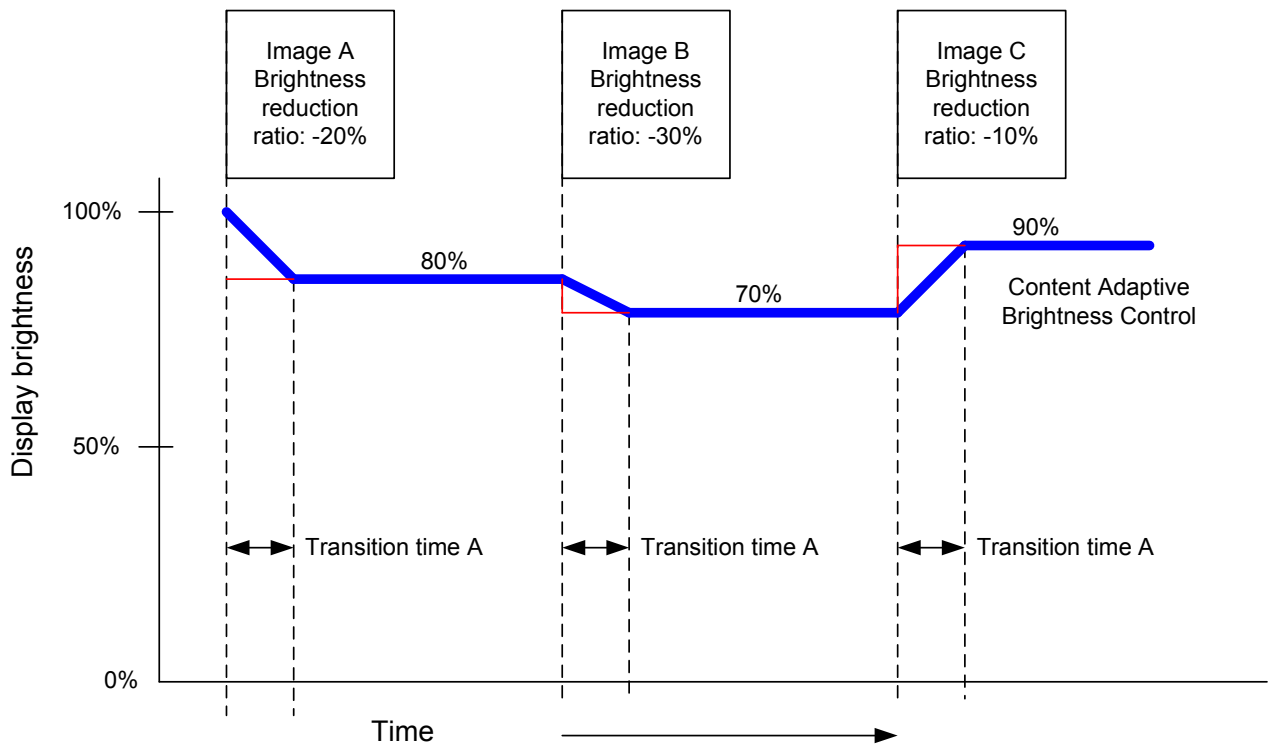 Image A
Brightness
reduction
ratio: -20%
Image B
Brightness
reduction
ratio: -30%
Image C
Brightness
reduction
ratio: -10%
100%
80%
70%
90%
Content Adaptive
Brightness Control
Display brightness
50%
Transition time A
Transition time A
Transition time A
0%
Time